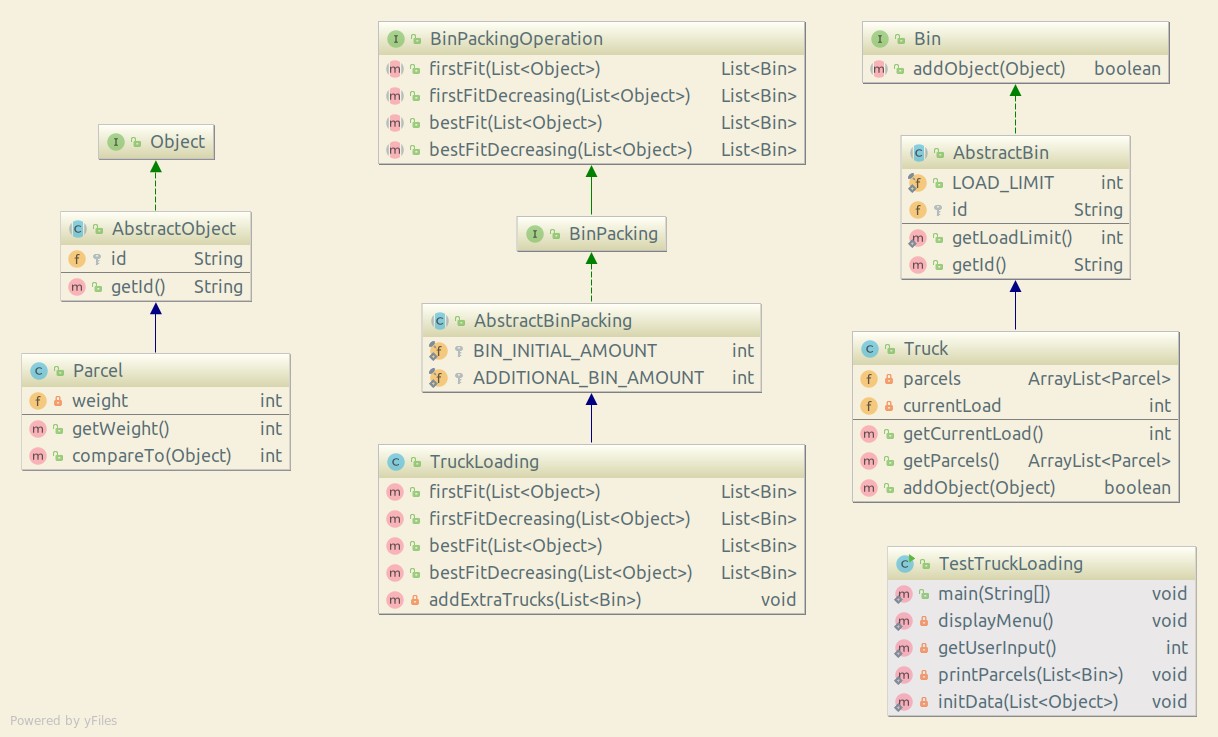 Object
AbstractObject
id String
getId() String
Parcel
weight int
getWeight() int
compareTo(Object) int
BinPackingOperation
firstFit(List<Object>) List<Bin>
firstFitDecreasing(List<Object>) List<Bin>
bestFit(List<Object>) List<Bin>
bestFitDecreasing(List<Object>) List<Bin>
BinPacking
AbstractBinPacking
BIN_INITIAL_AMOUNT int
ADDITIONAL_BIN_AMOUNT int
TruckLoading
firstFit(List<Object>) List<Bin>
firstFitDecreasing(List<Object>) List<Bin>
bestFit(List<Object>) List<Bin>
bestFitDecreasing(List<Object>) List<Bin>
addExtraTrucks(List<Bin>) void
Bin
addObject(Object) boolean
AbstractBin
LOAD_LIMIT int
id String
getLoadLimit() int
getId() String
Truck
parcels ArrayList<Parcel>
currentLoad int
getCurrentLoad() int
getParcels() ArrayList<Parcel>
addObject(Object) boolean
TestTruckLoading
main(String[]) void
displayMenu() void
getUserInput() int
printParcels(List<Bin>) void
initData(List<Object>) void
Powered by yFiles